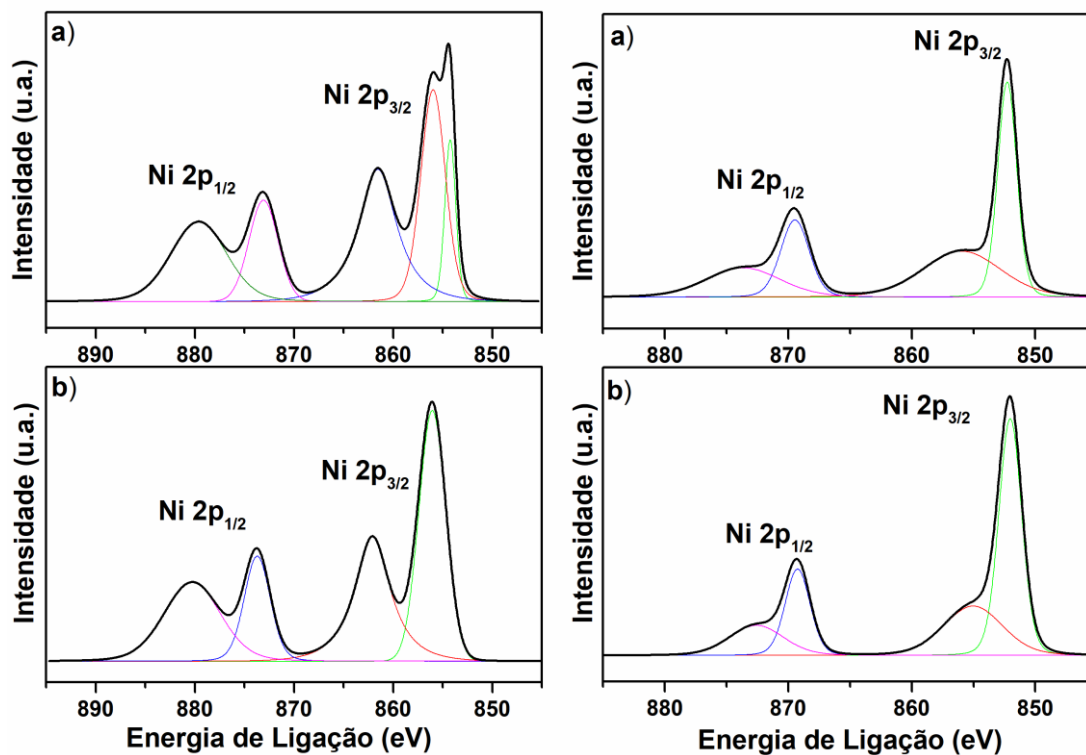 a)
Ni 2p3/2
Ni 2p1/2
Intensidade (u.a.)
890 880 870 860 850
b)
Ni 2p3/2
Ni 2p1/2
Intensidade (u.a.)
890 880 870 860 850
Energia de Ligação (eV)
a)
Ni 2p3/2
Ni 2p1/2
Intensidade (u.a.)
880 870 860 850
b)
Ni 2p3/2
Ni 2p1/2
Intensidade (u.a.)
880 870 860 850
Energia de Ligação (eV)